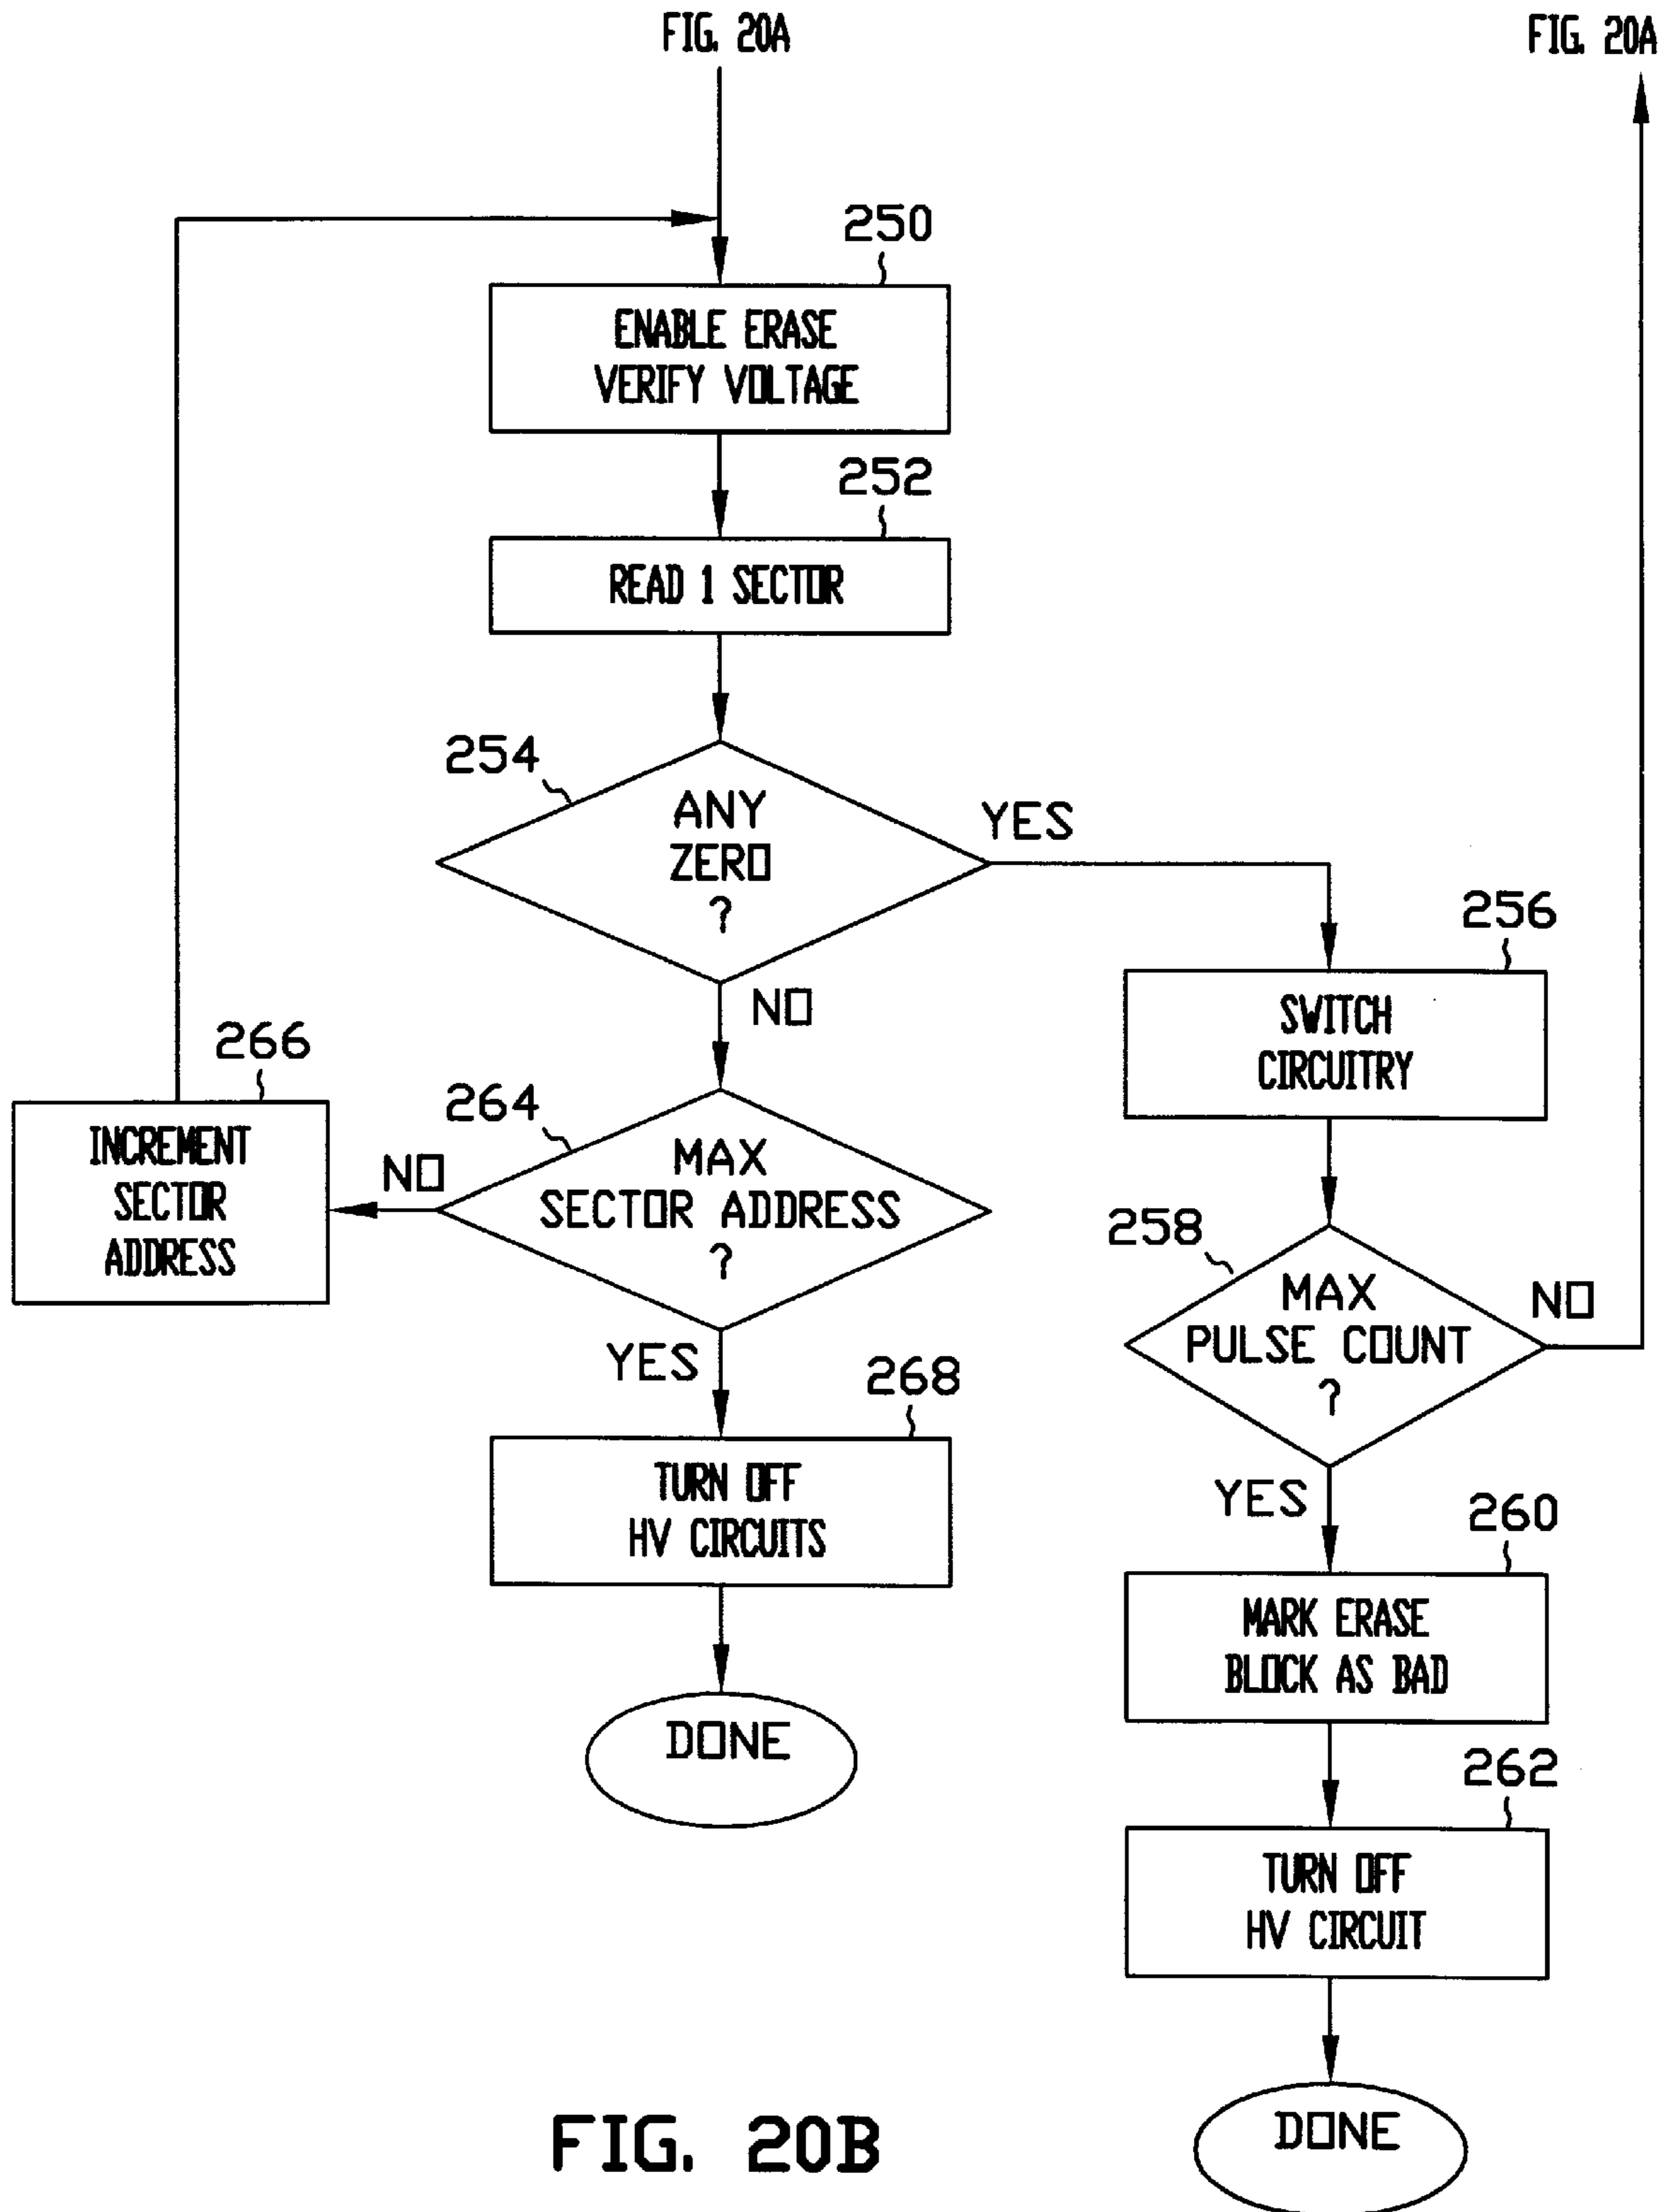 FIG. 20A
FIG. 20A
250
ENABLE ERASE
VERIFY VOLTAGE
252
READ 1 SECTOR
254
ANY
ZERO
?
YES
NO
256
SWITCH
CIRCUITRY
266
INCREMENT
SECTOR
ADDRESS
NO
264
MAX
SECTOR ADDRESS
?
YES
258
MAX
PULSE COUNT
?
NO
YES
268
TURN OFF
HV CIRCUITS
DONE
260
MARK ERASE
BLOCK AS BAD
262
TURN OFF
HV CIRCUIT
DONE
FIG. 20B